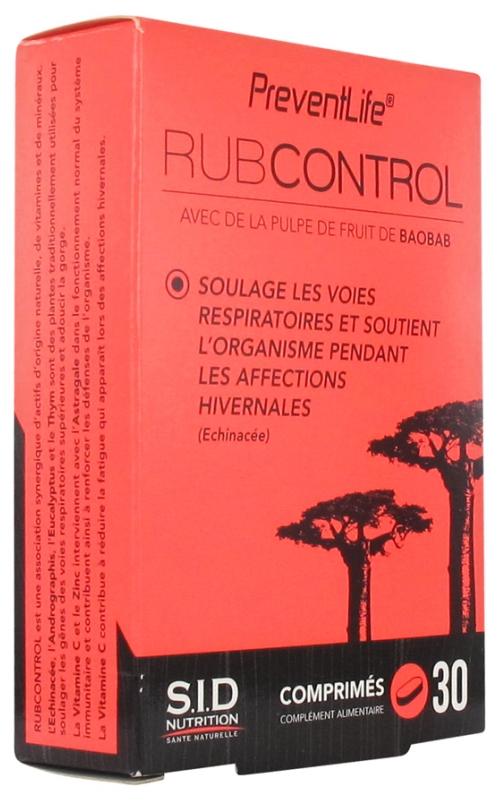 PreventLife®
RUBCONTROL
AVEC DE LA PULPE DE FRUIT DE BAOBAB
SOULAGE LES VOIES
RESPIRATOIRES ET SOUTIENT
L'ORGANISME PENDANT
LES AFFECTIONS
HIVERNALES
(Echinacée)
S.I.D
NUTRITION
SANTE NATURELLE
COMPRIMÉS
COMPLÉMENT ALIMENTAIRE
30
RUBCONTROL est une association synergique d'actifs d'origine naturelle, de vitamines et de minéraux.
L'Echinacée, l'Andrographis, l'Eucalyptus et le Thym sont des plantes traditionnellement utilisées pour
soulager les gênes des voies respiratoires supérieures et adoucir la gorge.
La Vitamine C et le Zinc interviennent avec l'Astragale dans le fonctionnement normal du système
immunitaire et contribuent ainsi à renforcer les défenses de l'organisme.
La Vitamine C contribue à réduire la fatigue qui apparaît lors des affections hivernales.